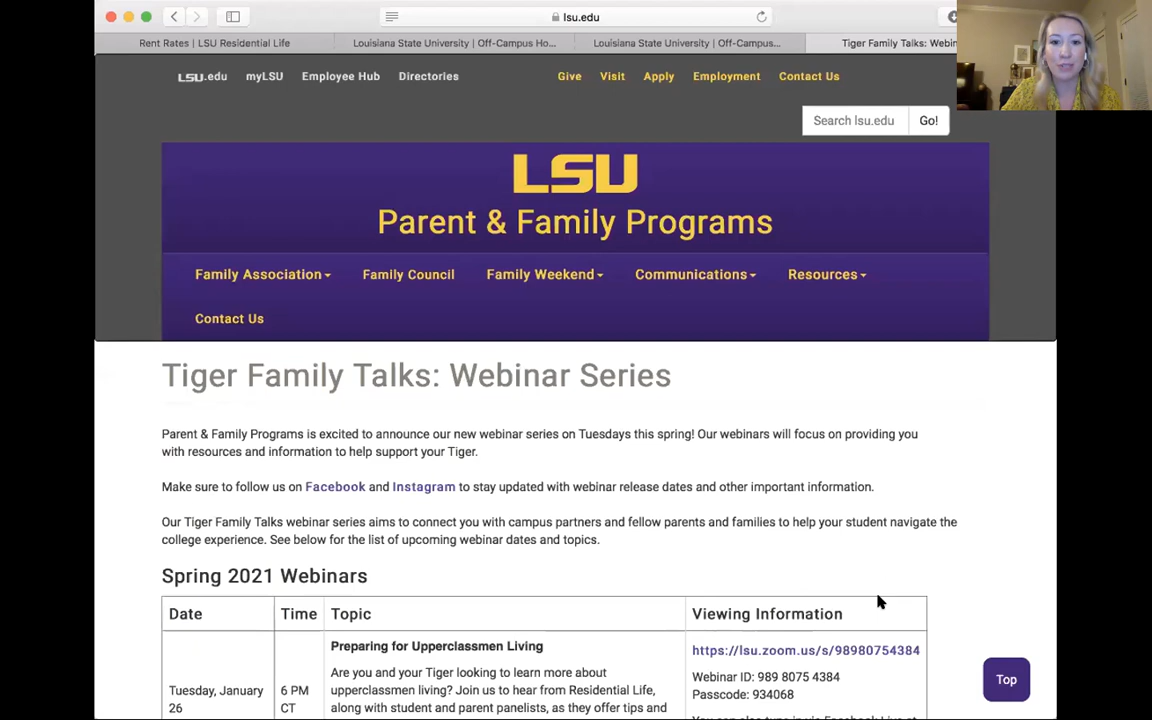 lsu.edu
Rent Rates | LSU Residential Life
Louisiana State University | Off-Campus Ho...
Louisiana State University | Off-Campus...
Tiger Family Talks: Webin
LSU.edu myLSU Employee Hub Directories Give Visit Apply Employment Contact Us
Search lsu.edu Go!
LSU
Parent & Family Programs
Family Association Family Council Family Weekend Communications Resources
Contact Us
Tiger Family Talks: Webinar Series
Parent & Family Programs is excited to announce our new webinar series on Tuesdays this spring! Our webinars will focus on providing you
with resources and information to help support your Tiger.
Make sure to follow us on Facebook and Instagram to stay updated with webinar release dates and other important information.
Our Tiger Family Talks webinar series aims to connect you with campus partners and fellow parents and families to help your student navigate the
college experience. See below for the list of upcoming webinar dates and topics.
Spring 2021 Webinars
Date Time Topic Viewing Information
Preparing for Upperclassmen Living
Are you and your Tiger looking to learn more about
upperclassmen living? Join us to hear from Residential Life,
along with student and parent panelists, as they offer tips and
Tuesday, January
26
6 PM
CT
https://lsu.zoom.us/s/98980754384
Webinar ID: 989 8075 4384
Passcode: 934068
Top